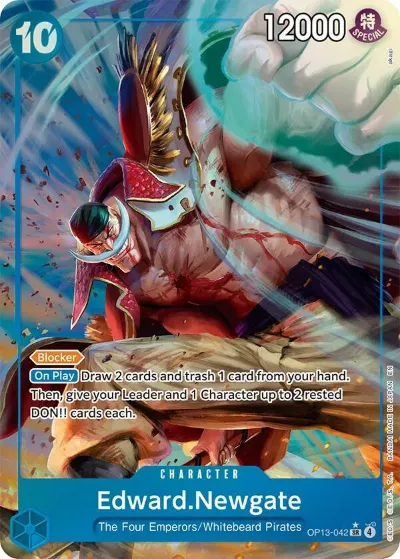 10
12000
特
SPECIAL
Blocker
On Play Draw 2 cards and trash 1 card from your hand.
Then, give your Leader and 1 Character up to 2 rested
DON!! cards each.
CHARACTER
Edward.Newgate
The Four Emperors/Whitebeard Pirates
OP13-042 SR 4